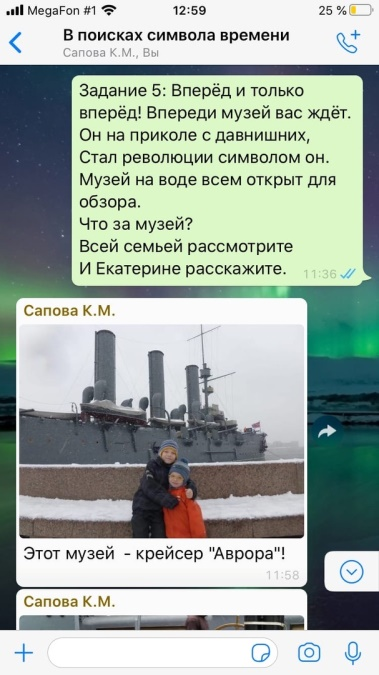 MegaFon #1
12:59
25 %
В поисках символа времени
Сапова К.М., Вы
Задание 5: Вперёд и только
вперёд! Впереди музей вас ждёт.
Он на приколе с давнишних,
Стал революции символом он.
Музей на воде всем открыт для
обзора.
Что за музей?
Всей семьей рассмотрите
И Екатерине расскажите.
11:36
Сапова К.М.
Этот музей - крейсер "Аврора"!
11:58
Сапова К.М.